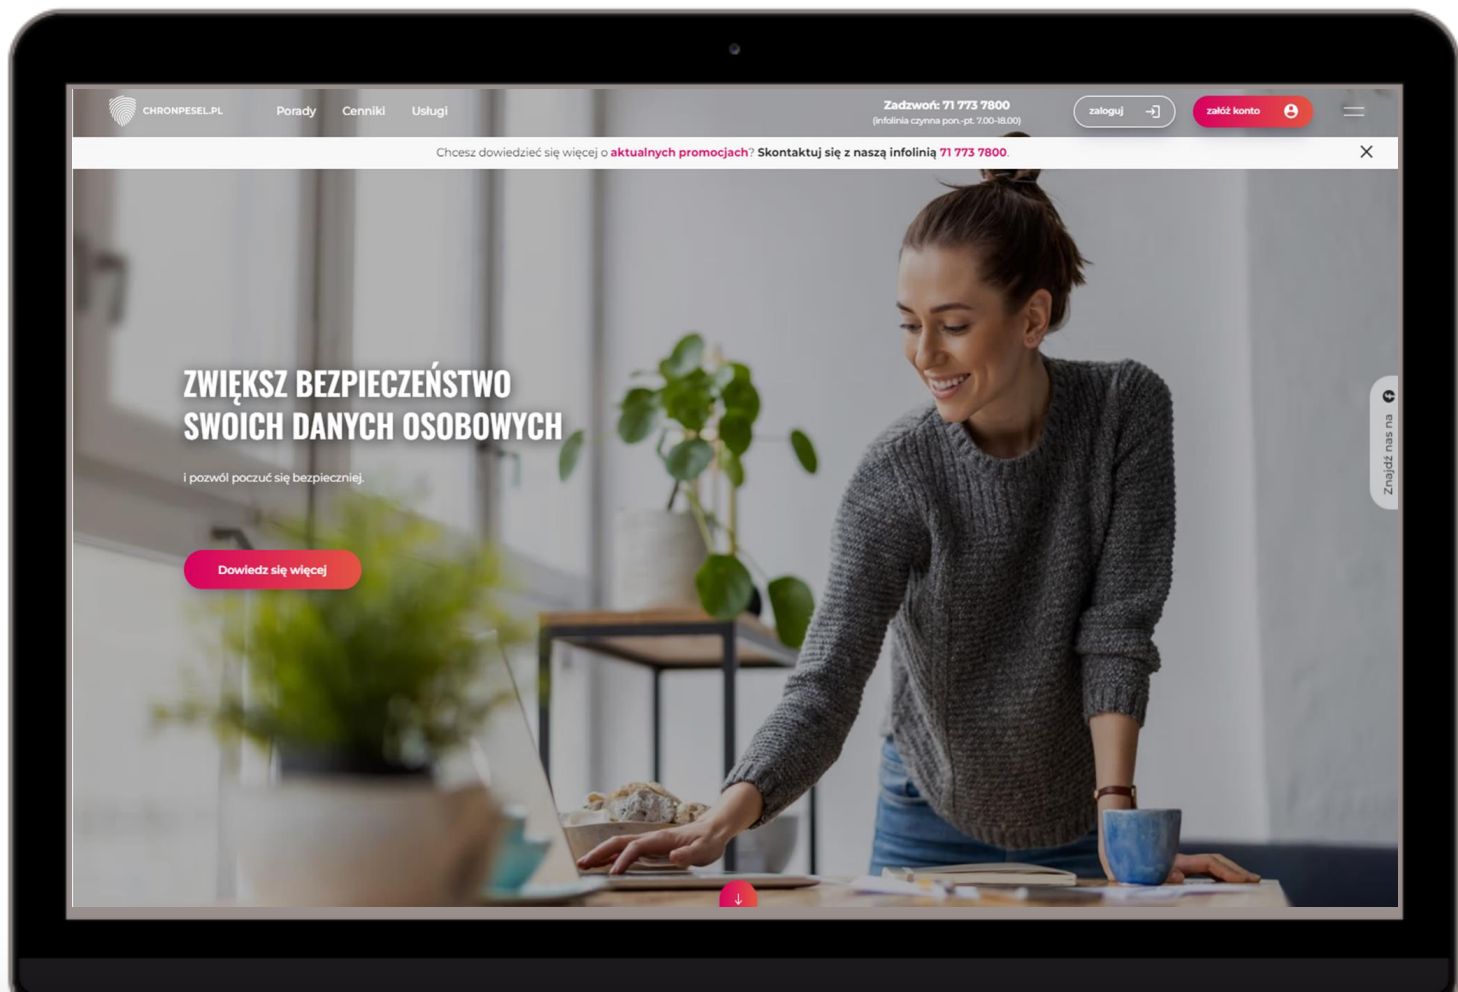 CHRONPESEL.PL
Porady Cenniki Usługi
Zadzwoń: 71 773 7800
(infolinia czynna pon.-pt. 7.00-18.00)
zaloguj
załóż konto
Chcesz dowiedzieć się więcej o aktualnych promocjach? Skontaktuj się z naszą infolinią 71 773 7800.
ZWIĘKSZ BEZPIECZEŃSTWO
SWOICH DANYCH OSOBOWYCH
i pozwól poczuć się bezpieczniej.
Dowiedz się więcej
Znajdź nas na